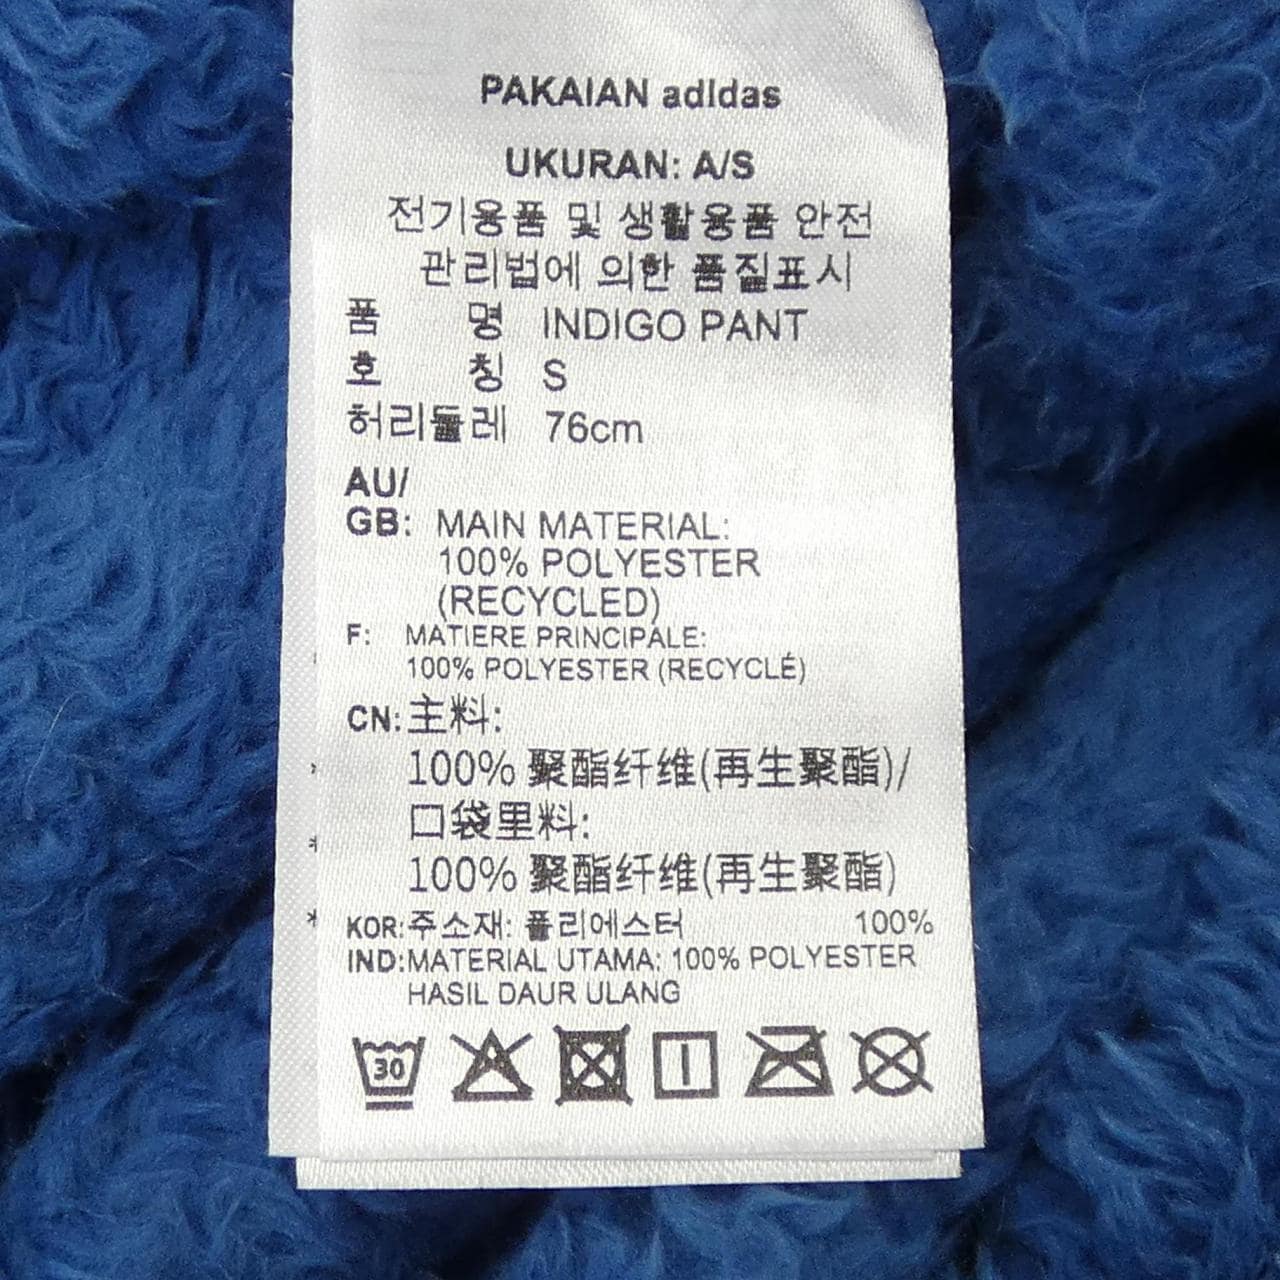 PAKAIAN adidas
UKURAN: A/S
전기용품 및 생활용품 안전
관리법에 의한 품질표시
품 명 INDIGO PANT
호 칭 S
허리둘레 76cm
AU/
GB: MAIN MATERIAL:
100% POLYESTER
(RECYCLED)
F: MATIERE PRINCIPALE:
100% POLYESTER (RECYCLÉ)
CN: 主料:
100% 聚酯纤维(再生聚酯)/
口袋里料:
100% 聚酯纤维(再生聚酯)
KOR: 주소재: 폴리에스터 100%
IND: MATERIAL UTAMA: 100% POLYESTER
HASIL DAUR ULANG
30